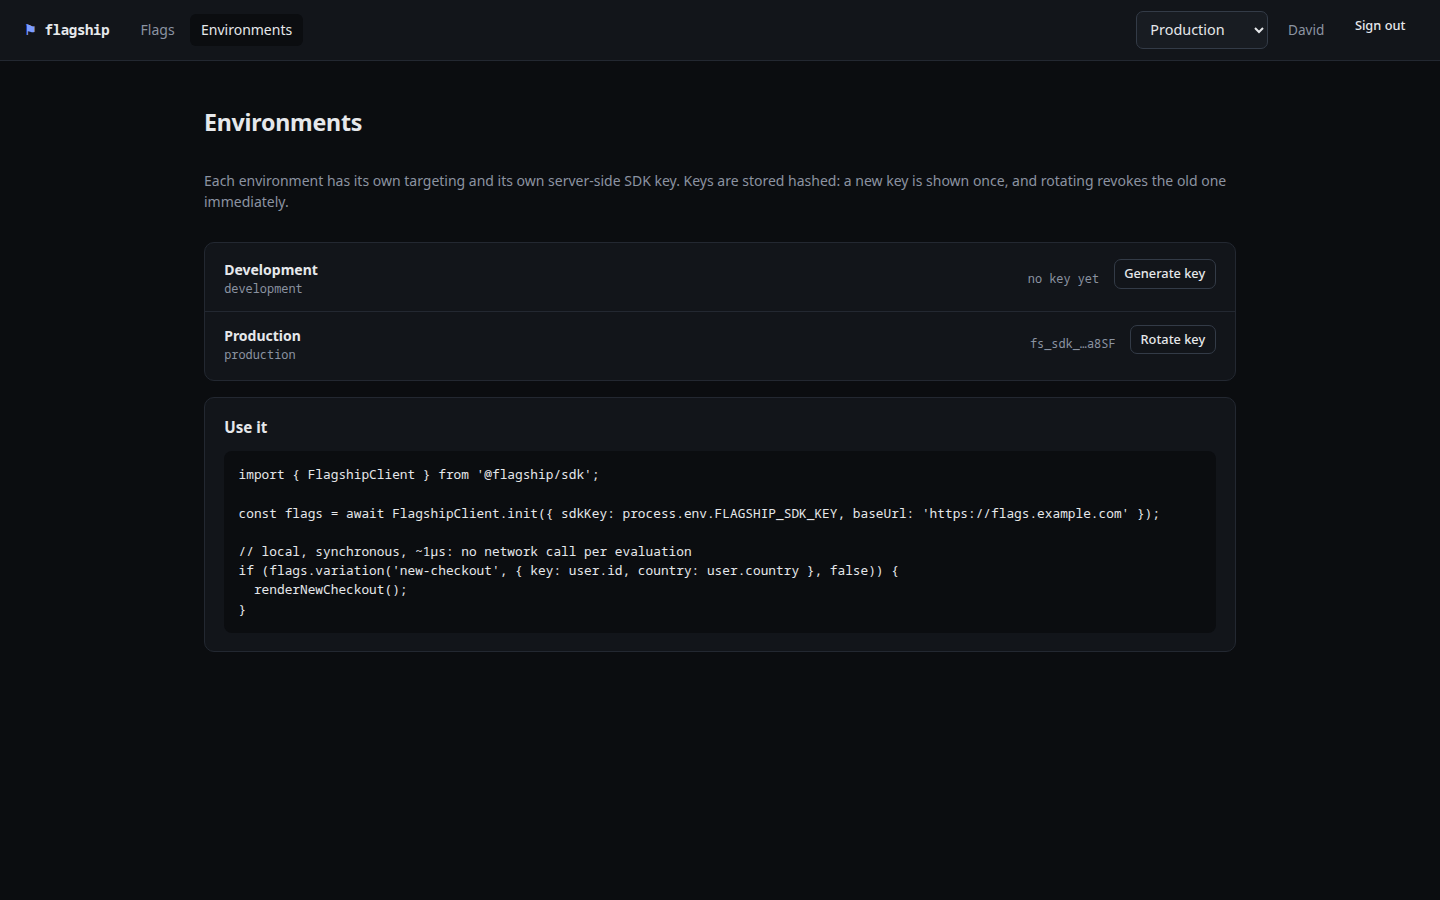 ⚑ flagship Flags Environments Production David Sign out
Environments
Each environment has its own targeting and its own server-side SDK key. Keys are stored hashed: a new key is shown once, and rotating revokes the old one
immediately.
Development
development
no key yet Generate key
Production
production
fs_sdk_…a8SF Rotate key
Use it
import { FlagshipClient } from '@flagship/sdk';
const flags = await FlagshipClient.init({ sdkKey: process.env.FLAGSHIP_SDK_KEY, baseUrl: 'https://flags.example.com' });
// local, synchronous, ~1µs: no network call per evaluation
if (flags.variation('new-checkout', { key: user.id, country: user.country }, false)) {
  renderNewCheckout();
}